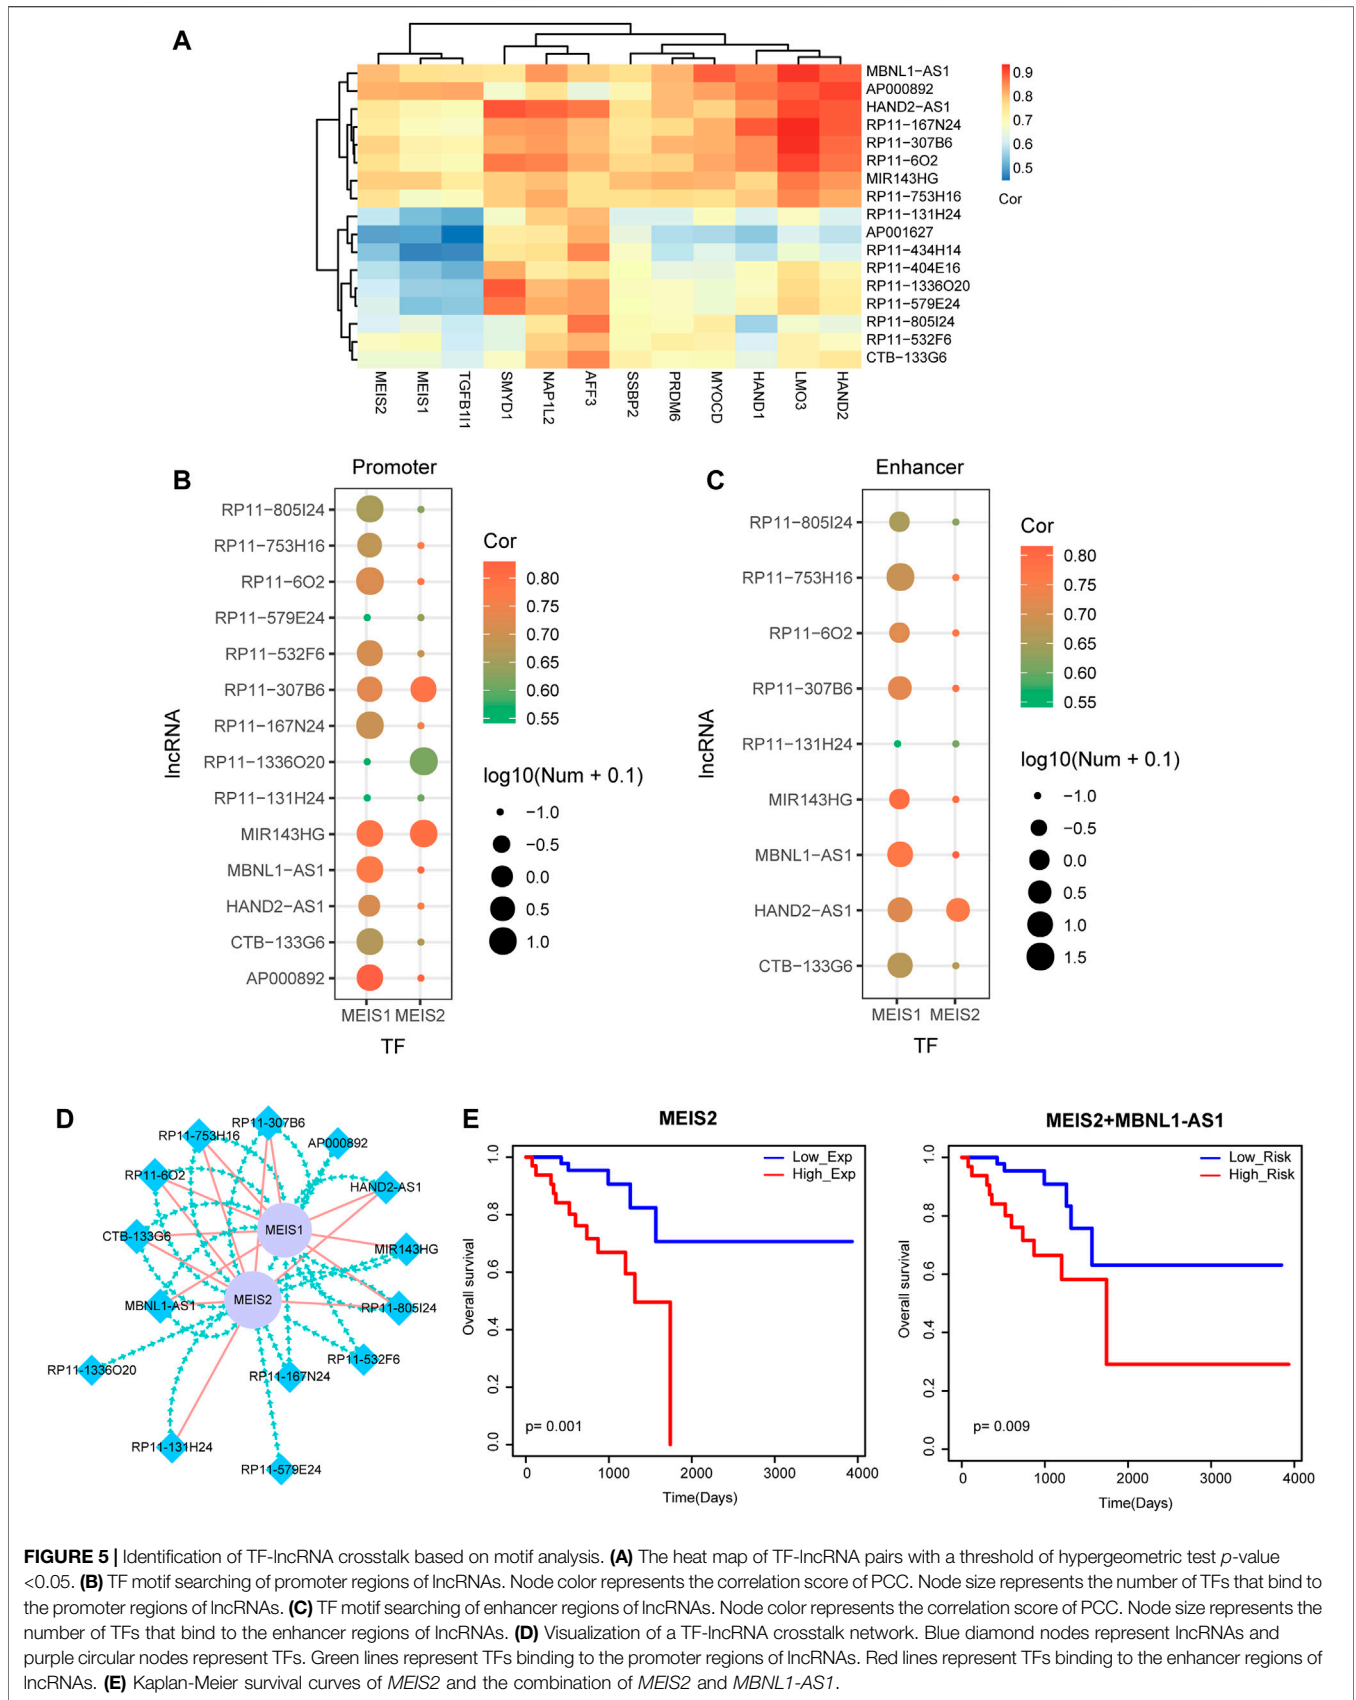 A
MBNL1−AS1
AP000892
HAND2−AS1
RP11−167N24
RP11−307B6
RP11−6O2
MIR143HG
RP11−753H16
RP11−131H24
AP001627
RP11−434H14
RP11−404E16
RP11−1336O20
RP11−579E24
RP11−805I24
RP11−532F6
CTB−133G6
0.9
0.8
0.7
0.6
0.5
Cor
MEIS2
MEIS1
TGFB1I1
SMYD1
NAP1L2
AFF3
SSBP2
PRDM6
MYOCD
HAND1
LMO3
HAND2
B
Promoter
lncRNA
RP11−805I24
RP11−753H16
RP11−6O2
RP11−579E24
RP11−532F6
RP11−307B6
RP11−167N24
RP11−1336O20
RP11−131H24
MIR143HG
MBNL1−AS1
HAND2−AS1
CTB−133G6
AP000892
MEIS1 MEIS2
TF
Cor
0.80
0.75
0.70
0.65
0.60
0.55
log10(Num + 0.1)
−1.0
−0.5
0.0
0.5
1.0
C
Enhancer
lncRNA
RP11−805I24
RP11−753H16
RP11−6O2
RP11−307B6
RP11−131H24
MIR143HG
MBNL1−AS1
HAND2−AS1
CTB−133G6
MEIS1 MEIS2
TF
Cor
0.80
0.75
0.70
0.65
0.60
0.55
log10(Num + 0.1)
−1.0
−0.5
0.0
0.5
1.0
1.5
D
RP11-307B6
RP11-753H16
AP000892
RP11-6O2
HAND2-AS1
MEIS1
CTB-133G6
MIR143HG
MEIS2
MBNL1-AS1
RP11-805I24
RP11-532F6
RP11-1336O20
RP11-167N24
RP11-131H24
RP11-579E24
E
MEIS2
Low_Exp
High_Exp
Overall survival
1.0
0.8
0.6
0.4
0.2
0.0
p= 0.001
0 1000 2000 3000 4000
Time(Days)
MEIS2+MBNL1-AS1
Low_Risk
High_Risk
Overall survival
1.0
0.8
0.6
0.4
0.2
0.0
p= 0.009
0 1000 2000 3000 4000
Time(Days)
FIGURE 5 | Identification of TF-lncRNA crosstalk based on motif analysis. (A) The heat map of TF-lncRNA pairs with a threshold of hypergeometric test p-value
<0.05. (B) TF motif searching of promoter regions of lncRNAs. Node color represents the correlation score of PCC. Node size represents the number of TFs that bind to
the promoter regions of lncRNAs. (C) TF motif searching of enhancer regions of lncRNAs. Node color represents the correlation score of PCC. Node size represents the
number of TFs that bind to the enhancer regions of lncRNAs. (D) Visualization of a TF-lncRNA crosstalk network. Blue diamond nodes represent lncRNAs and
purple circular nodes represent TFs. Green lines represent TFs binding to the promoter regions of lncRNAs. Red lines represent TFs binding to the enhancer regions of
lncRNAs. (E) Kaplan-Meier survival curves of MEIS2 and the combination of MEIS2 and MBNL1-AS1.